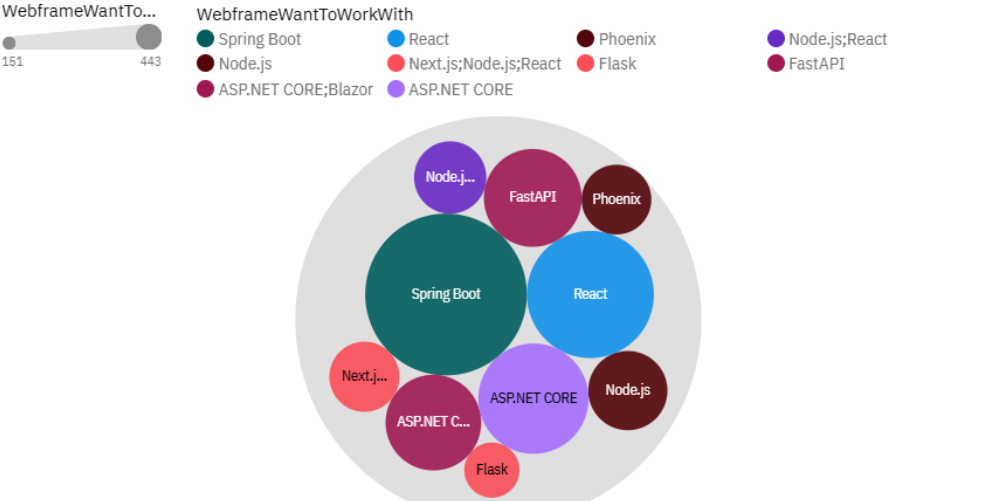 WebframeWantTo...
151 443
WebframeWantToWorkWith
Spring Boot React Phoenix Node.js;React
Node.js Next.js;Node.js;React Flask FastAPI
ASP.NET CORE;Blazor ASP.NET CORE
Node.j...
FastAPI
Phoenix
Spring Boot
React
Next.j...
ASP.NET CORE
Node.js
ASP.NET C...
Flask